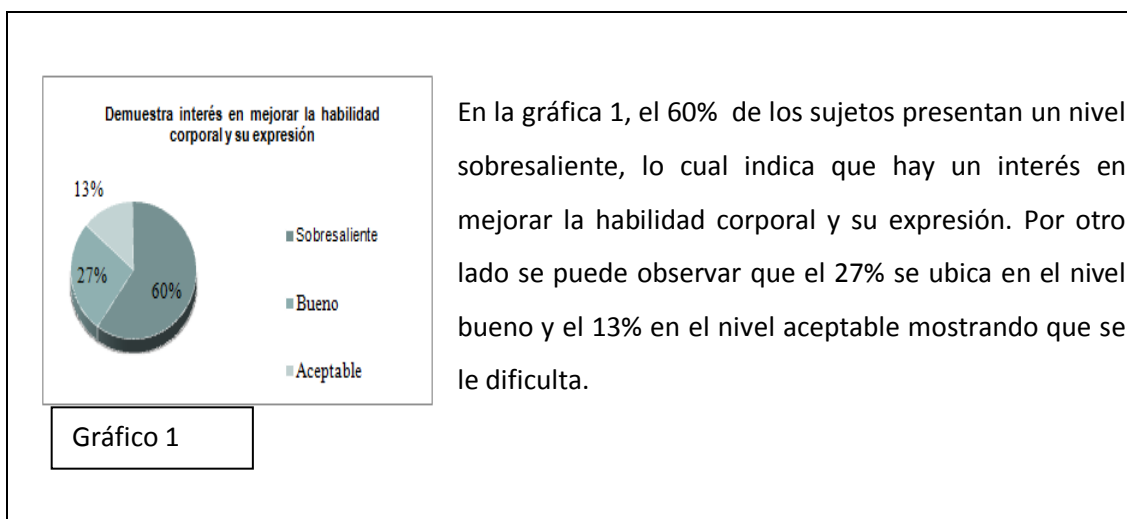 Demuestra interés en mejorar la habilidad
corporal y su expresión
13%
27%
60%
Sobresaliente
Bueno
Aceptable
Gráfico 1
En la gráfica 1, el 60% de los sujetos presentan un nivel
sobresaliente, lo cual indica que hay un interés en
mejorar la habilidad corporal y su expresión. Por otro
lado se puede observar que el 27% se ubica en el nivel
bueno y el 13% en el nivel aceptable mostrando que se
le dificulta.